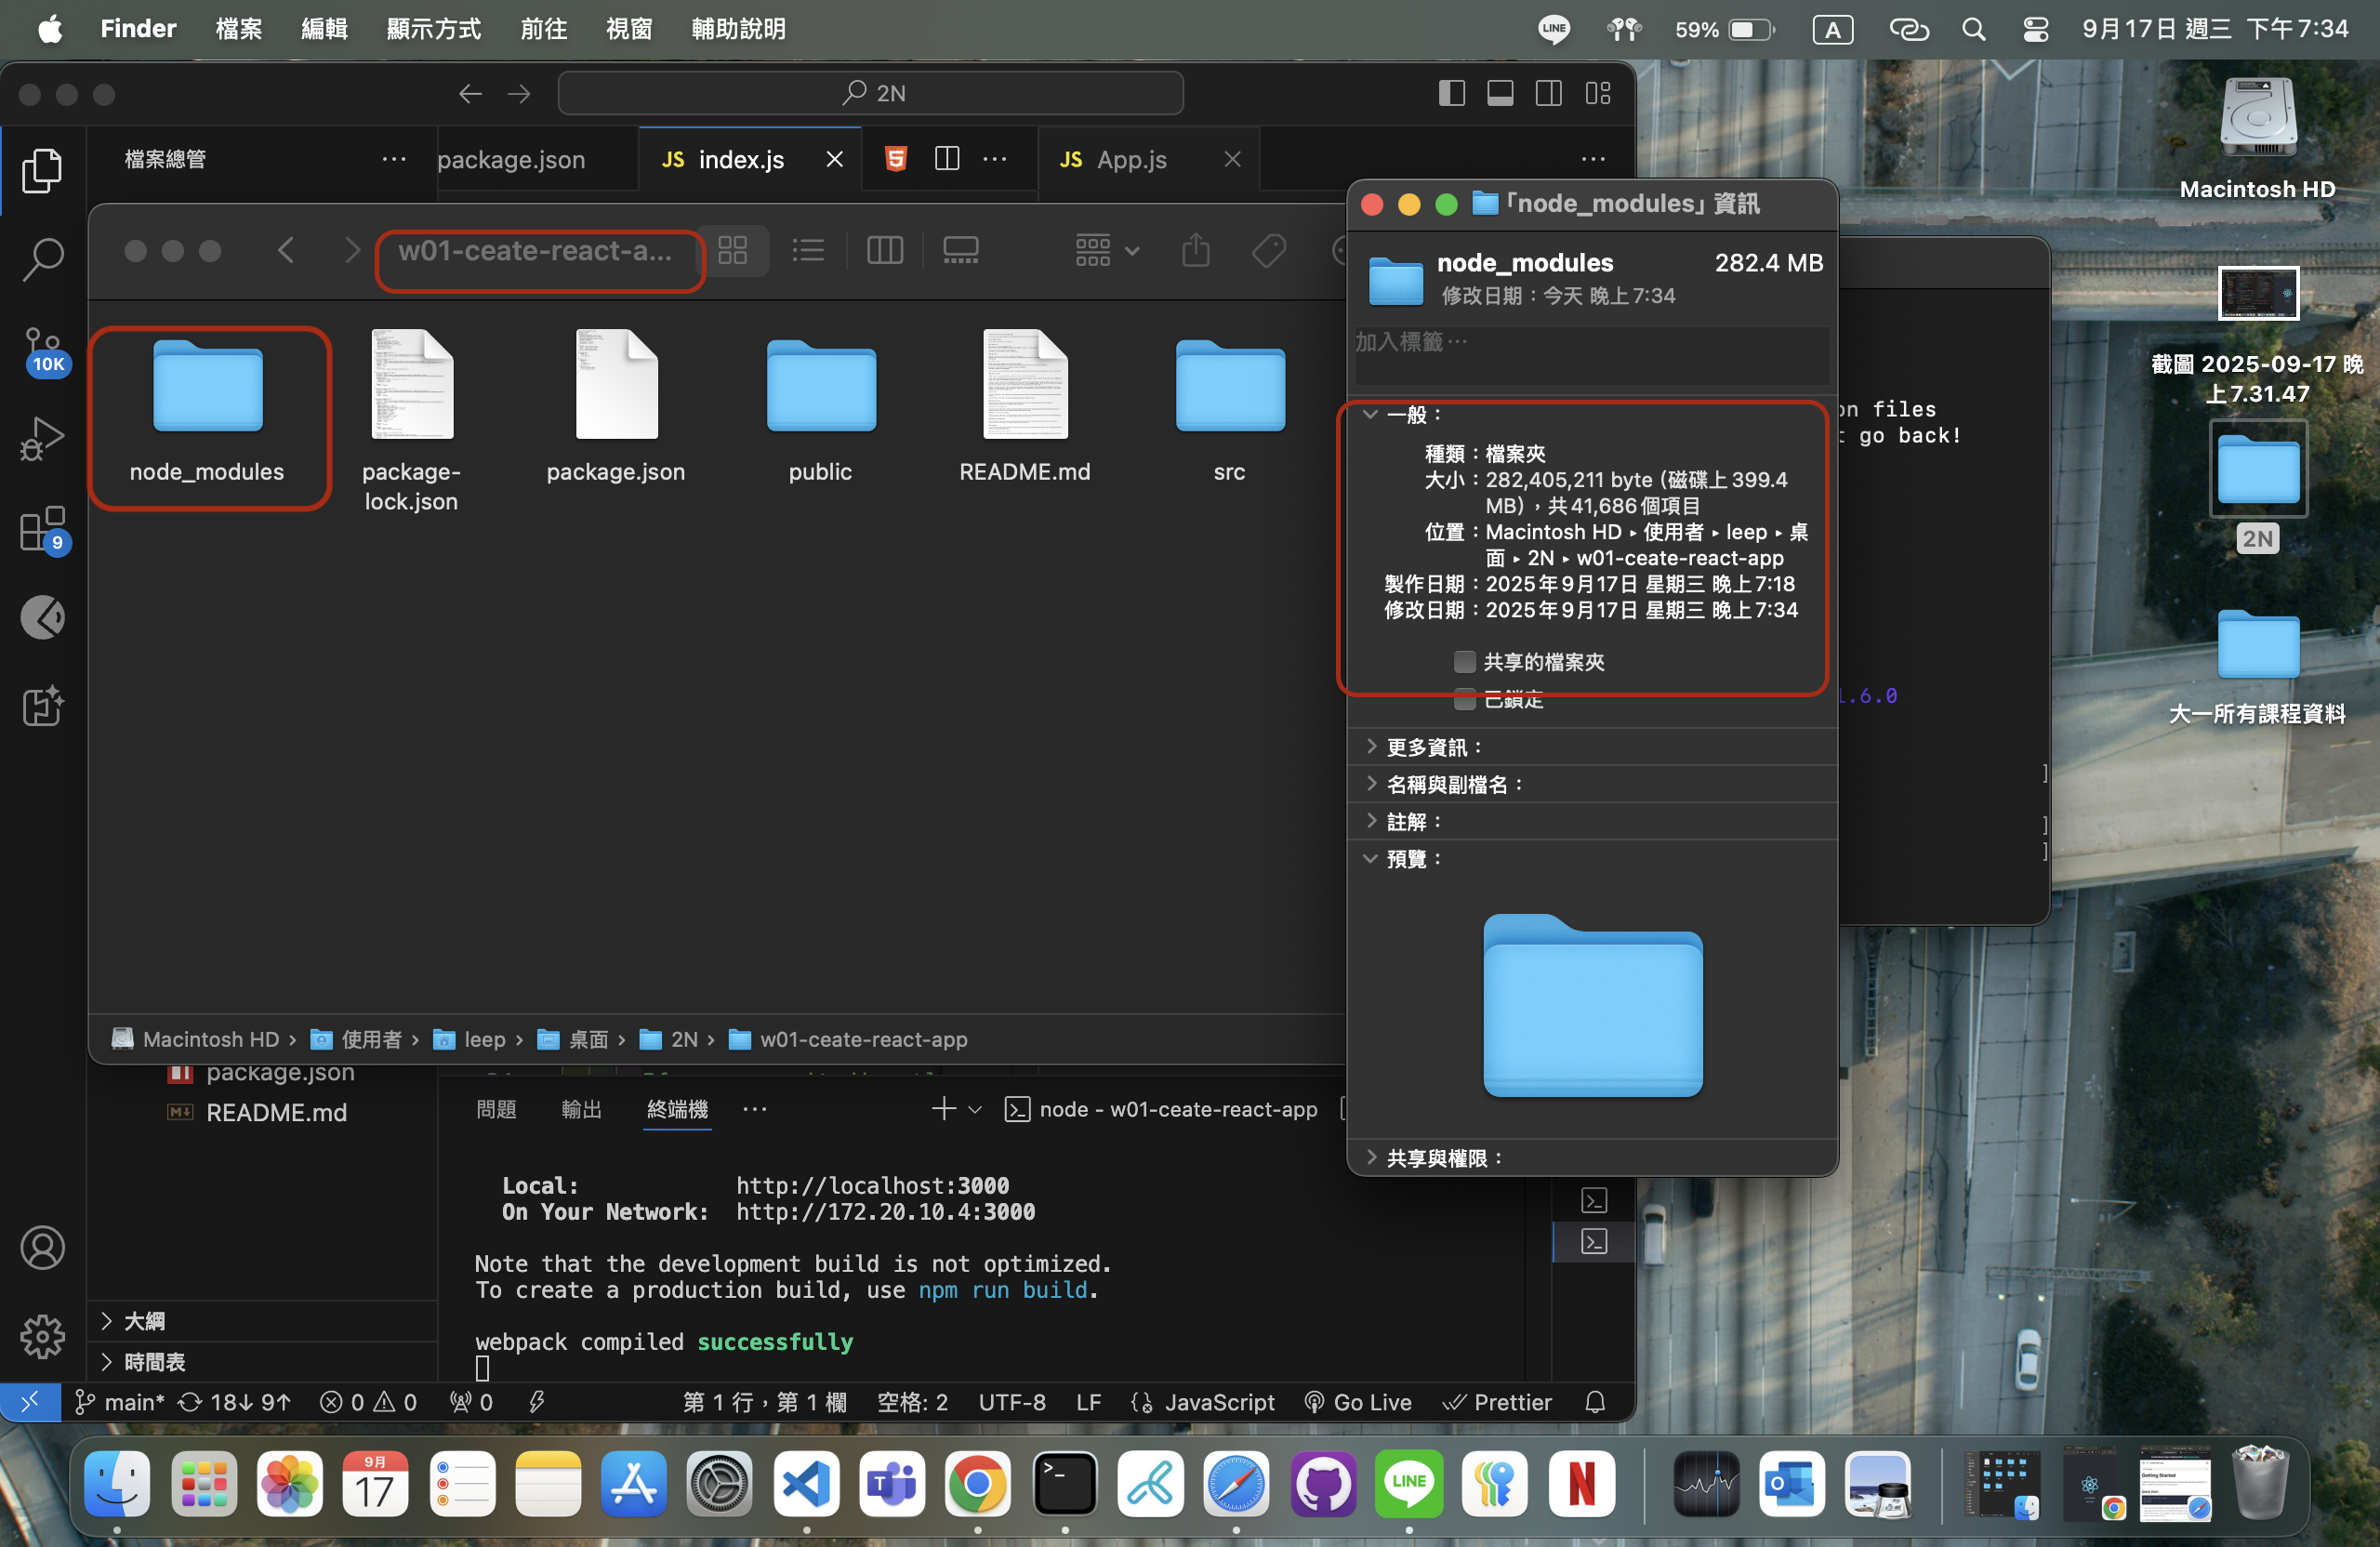 Finder 檔案 編輯 顯示方式 前往 視窗 輔助說明
LINE 59% A 9月17日 週三 下午7:34
2N
檔案總管 ··· package.json JS index.js ··· JS App.js ···
w01-ceate-react-a...
node_modules
package-
lock.json
package.json
public
README.md
src
Macintosh HD › 使用者 › leep › 桌面 › 2N › w01-ceate-react-app
10K
9
「node_modules」資訊
node_modules 282.4 MB
修改日期：今天 晚上7:34
加入標籤⋯
一般：
種類：檔案夾
大小：282,405,211 byte（磁碟上 399.4
MB），共41,686個項目
位置：Macintosh HD ▸ 使用者 ▸ leep ▸ 桌
面 ▸ 2N ▸ w01-ceate-react-app
製作日期：2025年9月17日 星期三 晚上7:18
修改日期：2025年9月17日 星期三 晚上7:34
共享的檔案夾
已鎖定
更多資訊：
名稱與副檔名：
註解：
預覽：
共享與權限：
on files
t go back!
1.6.0
]
]
]
Macintosh HD
截圖 2025-09-17 晚
上7.31.47
2N
大一所有課程資料
package.json
README.md
大綱
時間表
問題 輸出 終端機 ··· node - w01-ceate-react-app
Local: http://localhost:3000
On Your Network: http://172.20.10.4:3000
Note that the development build is not optimized.
To create a production build, use npm run build.
webpack compiled successfully
main* 18↓ 9↑ 0 0 0 第 1 行，第 1 欄 空格: 2 UTF-8 LF JavaScript Go Live Prettier
9月
17
LINE
Getting Started